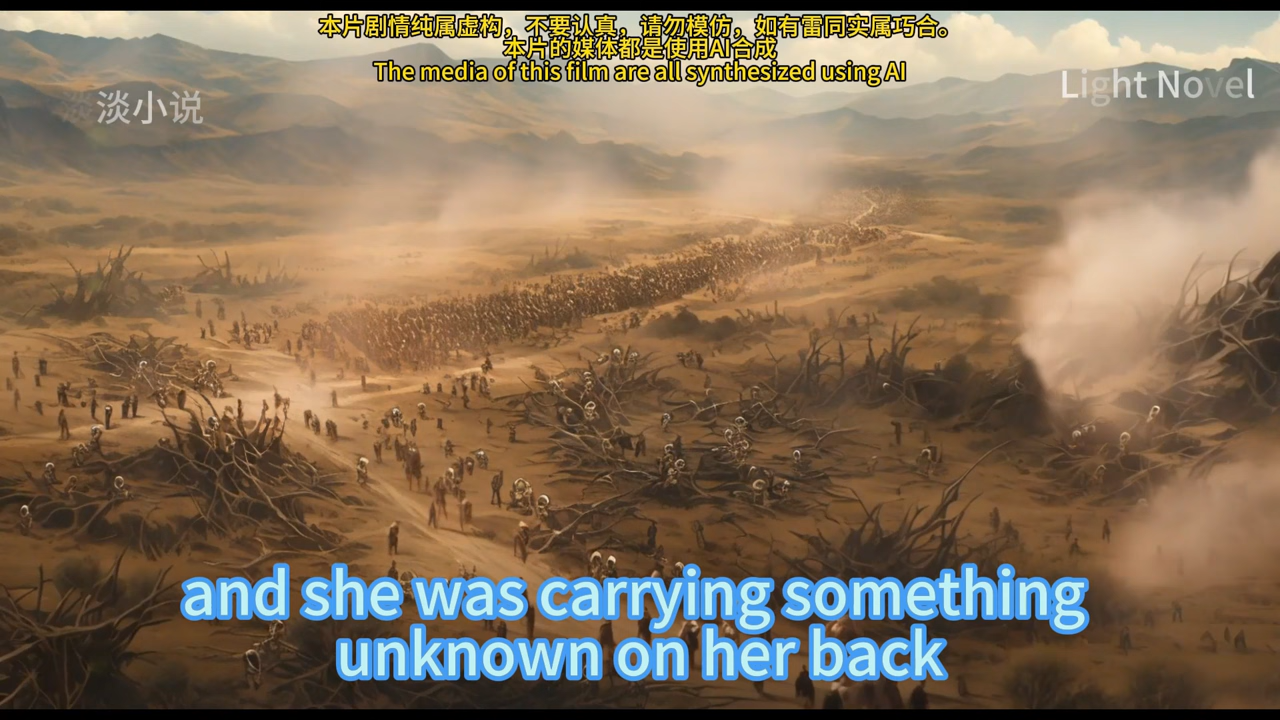 本片剧情纯属虚构，不要认真，请勿模仿，如有雷同实属巧合。
本片的媒体都是使用AI合成
The media of this film are all synthesized using AI
Light Novel
淡小说
and she was carrying something
unknown on her back